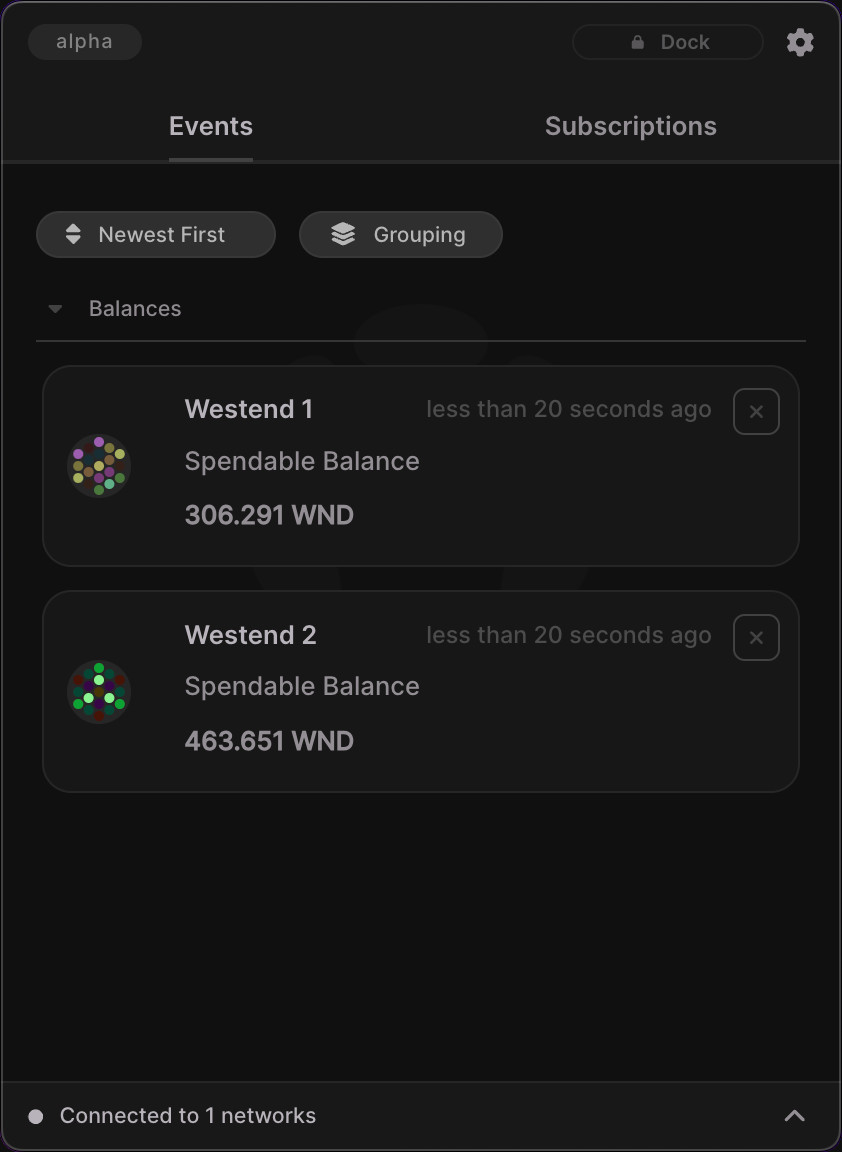 alpha
Dock
Events
Subscriptions
Newest First
Grouping
Balances
Westend 1
less than 20 seconds ago
Spendable Balance
306.291 WND
Westend 2
less than 20 seconds ago
Spendable Balance
463.651 WND
Connected to 1 networks